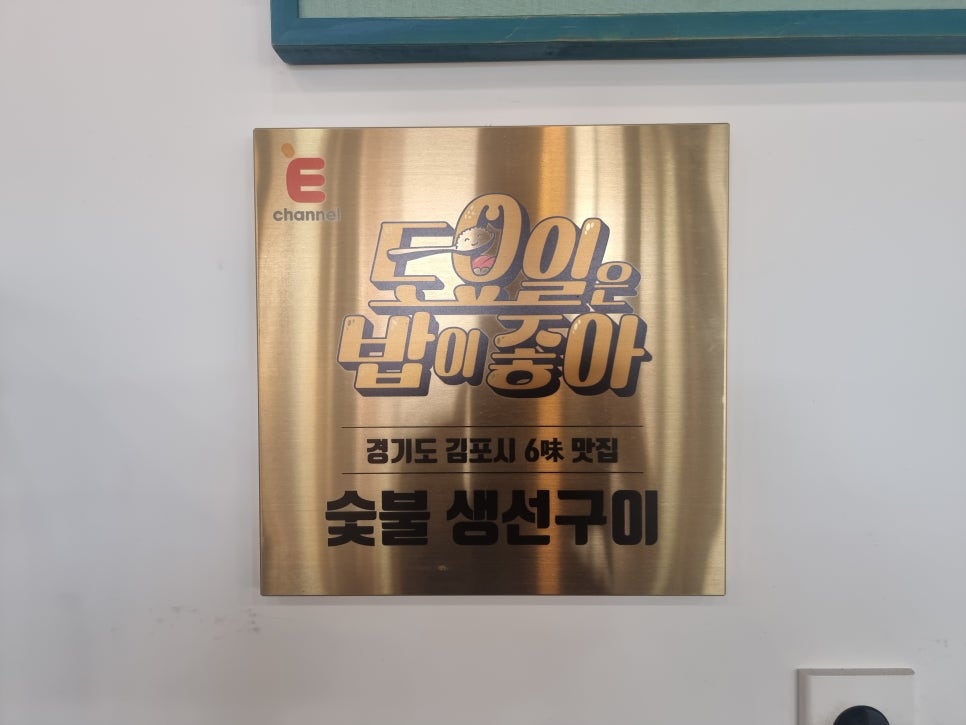 E
channel
토요일은
밥이 좋아
경기도 김포시 6味 맛집
숯불 생선구이